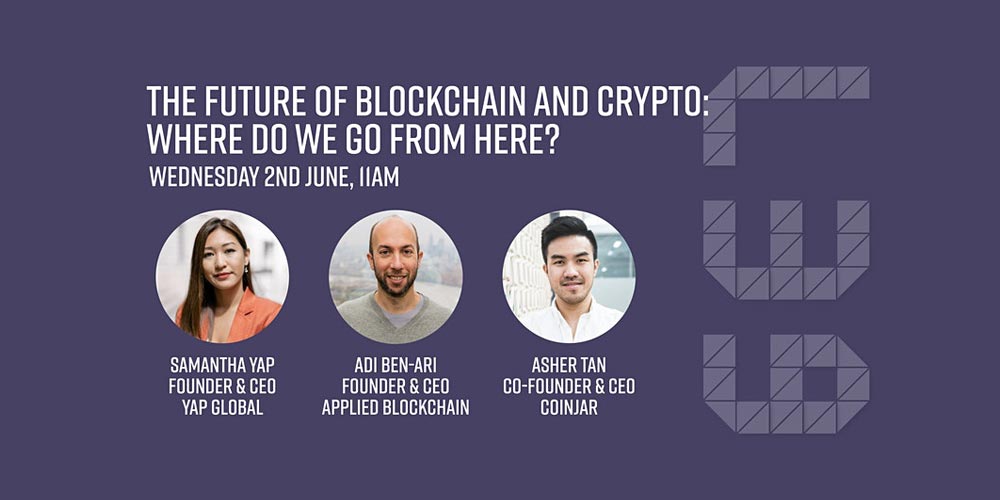 THE FUTURE OF BLOCKCHAIN AND CRYPTO:
WHERE DO WE GO FROM HERE?
WEDNESDAY 2ND JUNE, 11AM
SAMANTHA YAP
FOUNDER & CEO
YAP GLOBAL
ADI BEN-ARI
FOUNDER & CEO
APPLIED BLOCKCHAIN
ASHER TAN
CO-FOUNDER & CEO
COINJAR
L39